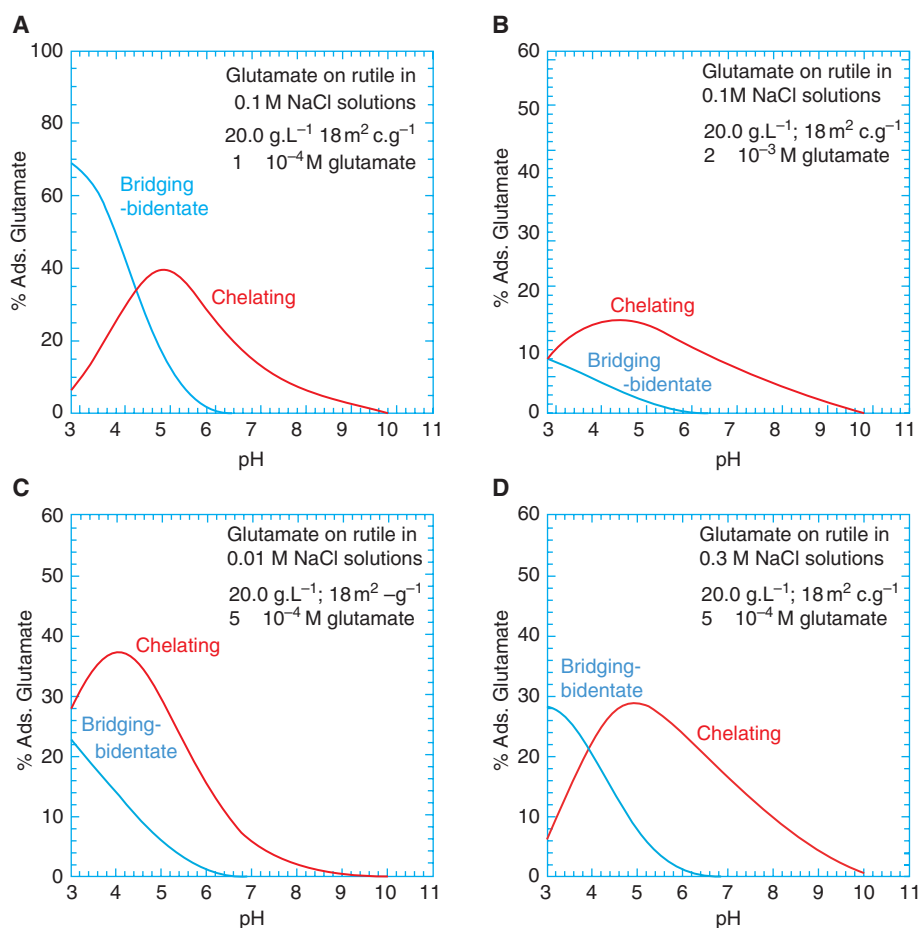 A
100
80
60
40
20
0
% Ads. Glutamate
Glutamate on rutile in
0.1 M NaCl solutions
20.0 g.L⁻¹ 18 m² c.g⁻¹
1 10⁻⁴ M glutamate
Bridging
-bidentate
Chelating
3 4 5 6 7 8 9 10 11
pH
B
60
50
40
30
20
10
0
% Ads. Glutamate
Glutamate on rutile in
0.1M NaCl solutions
20.0 g.L⁻¹; 18 m² c.g⁻¹
2 10⁻³ M glutamate
Chelating
Bridging
-bidentate
3 4 5 6 7 8 9 10 11
pH
C
60
50
40
30
20
10
0
% Ads. Glutamate
Glutamate on rutile in
0.01 M NaCl solutions
20.0 g.L⁻¹; 18 m² –g⁻¹
5 10⁻⁴ M glutamate
Chelating
Bridging-
bidentate
3 4 5 6 7 8 9 10 11
pH
D
60
50
40
30
20
10
0
% Ads. Glutamate
Glutamate on rutile in
0.3 M NaCl solutions
20.0 g.L⁻¹; 18 m² c.g⁻¹
5 10⁻⁴ M glutamate
Bridging-
bidentate
Chelating
3 4 5 6 7 8 9 10 11
pH